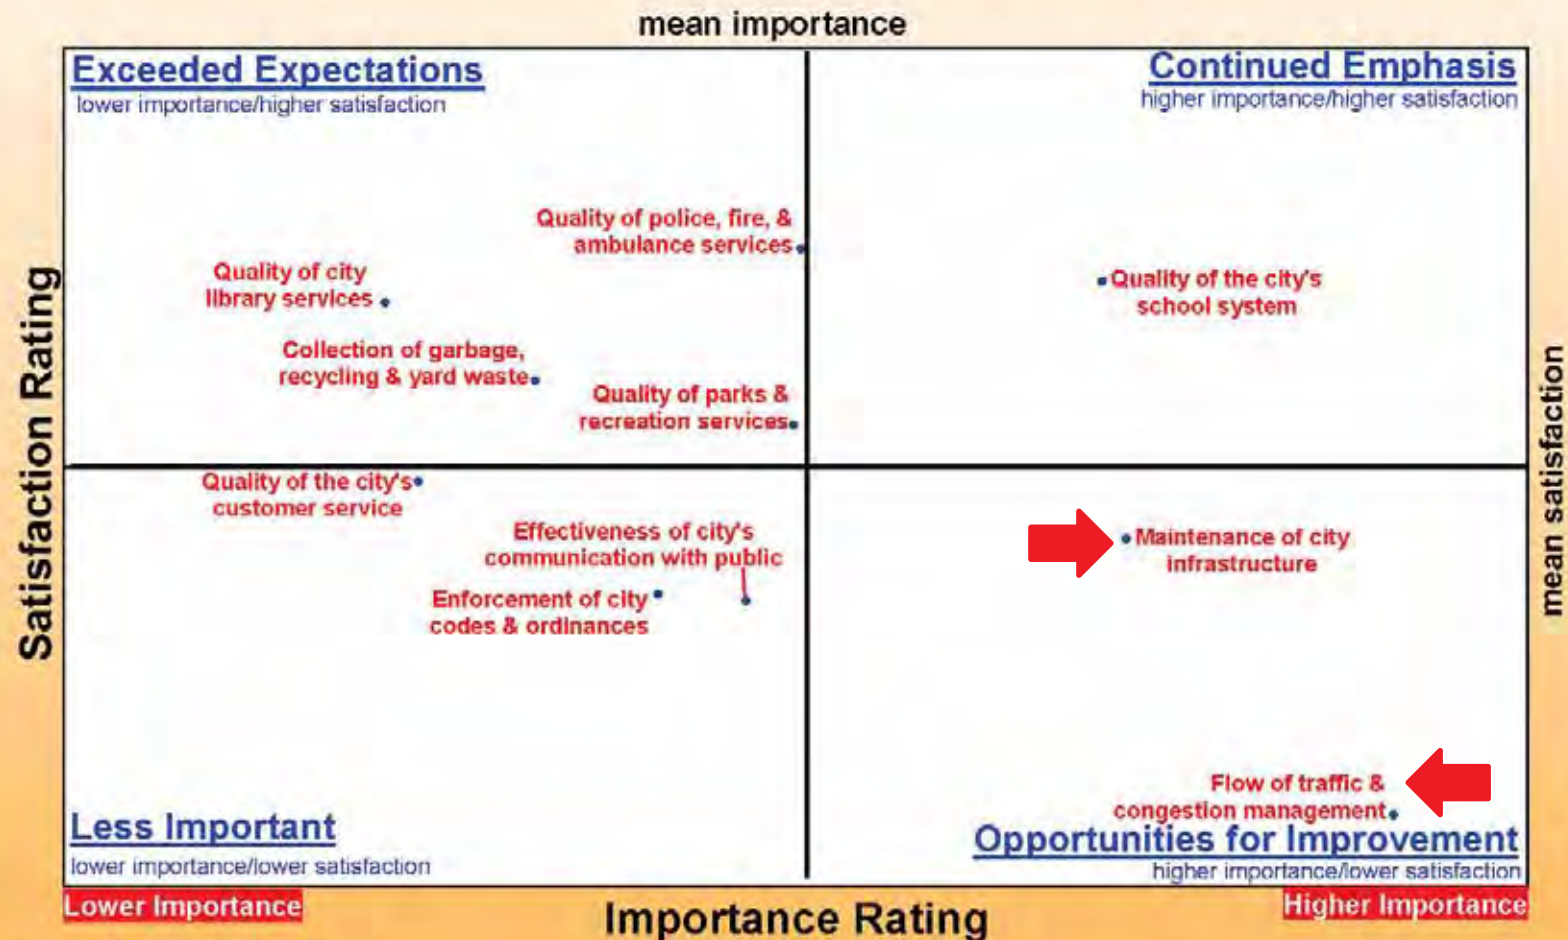 mean importance
Exceeded Expectations
lower importance/higher satisfaction
Continued Emphasis
higher importance/higher satisfaction
Quality of police, fire, &
ambulance services
Quality of city
library services
Quality of the city's
school system
Collection of garbage,
recycling & yard waste
Quality of parks &
recreation services
Satisfaction Rating
mean satisfaction
Quality of the city's
customer service
Effectiveness of city's
communication with public
Enforcement of city
codes & ordinances
Maintenance of city
infrastructure
Flow of traffic &
congestion management
Less Important
lower importance/lower satisfaction
Opportunities for Improvement
higher importance/lower satisfaction
Lower Importance
Importance Rating
Higher Importance